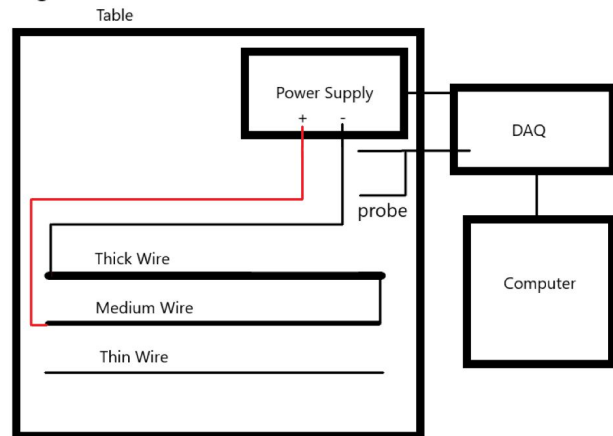 Table
Power Supply
+ -
DAQ
probe
Thick Wire
Computer
Medium Wire
Thin Wire